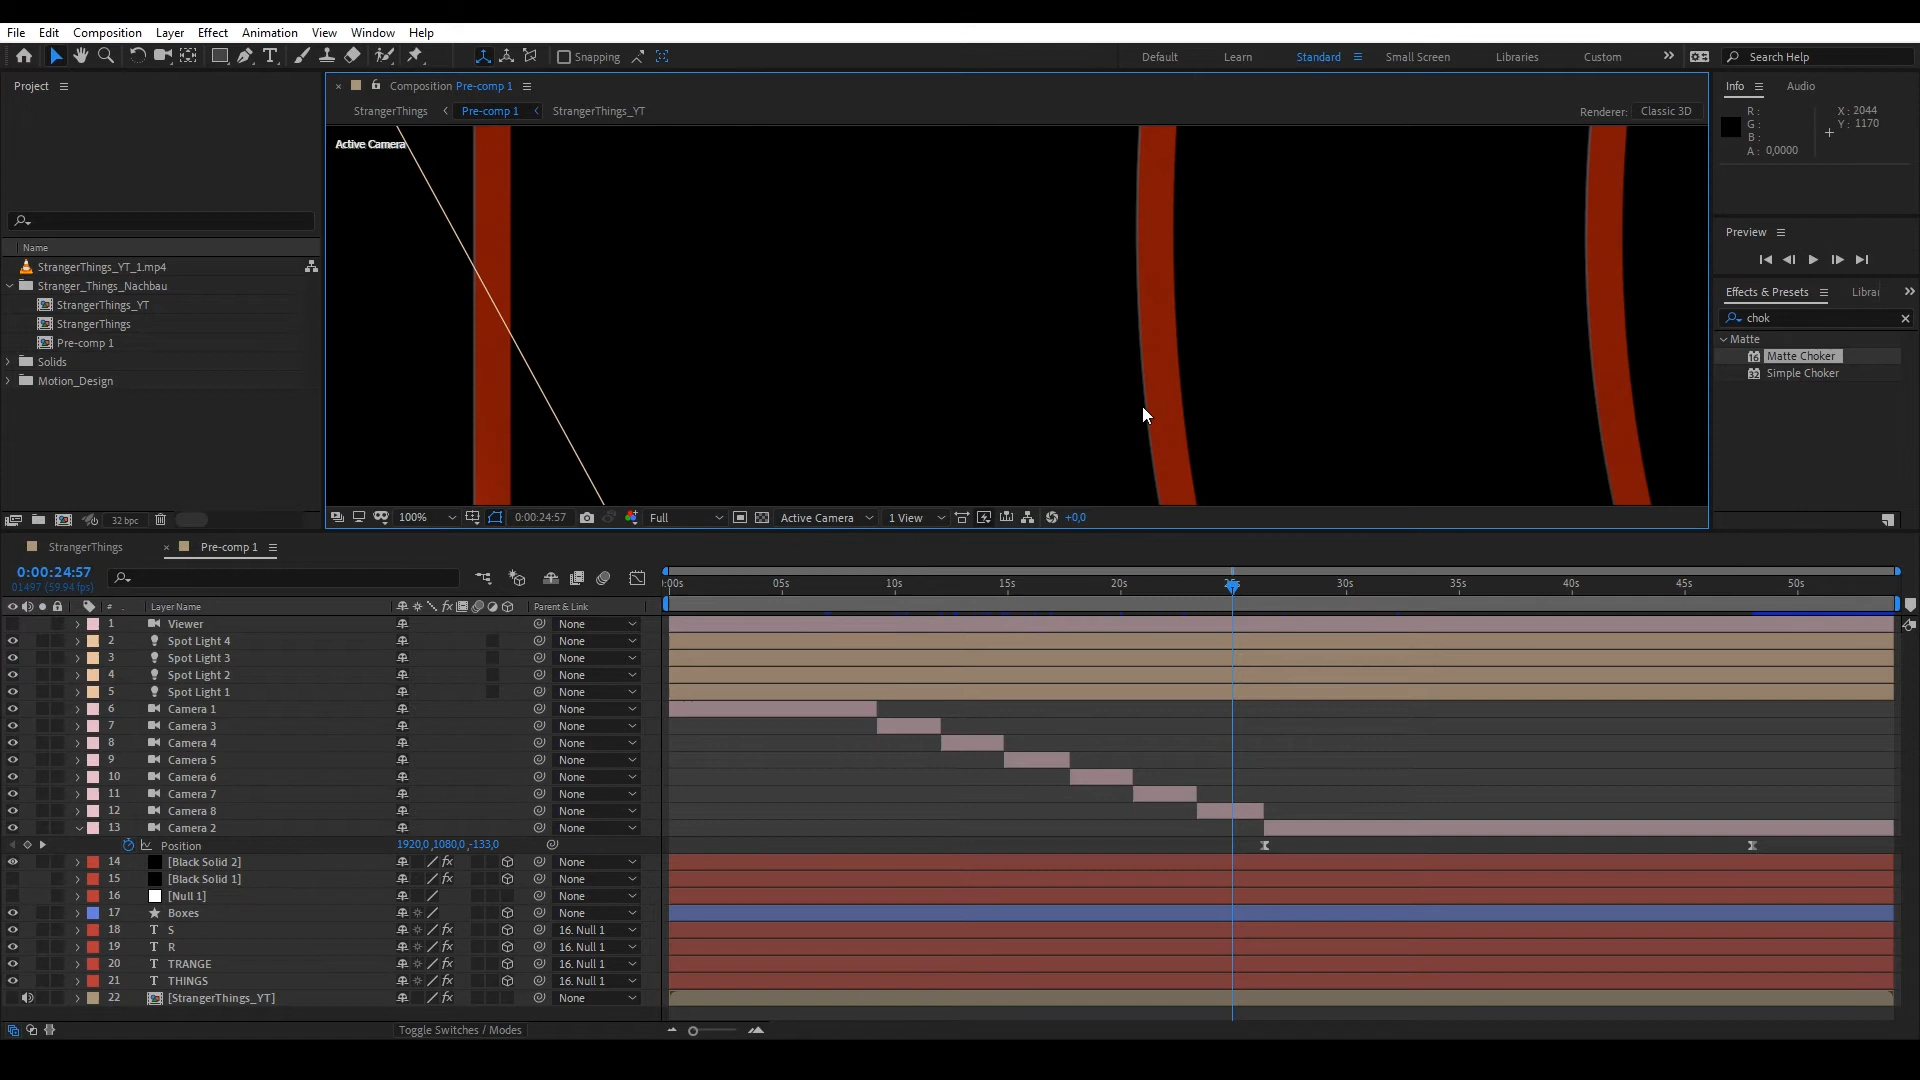 File Edit Composition Layer Effect Animation View Window Help
Snapping Default Learn Standard Small Screen Libraries Custom Search Help
Project
Name
StrangerThings_YT_1.mp4
Stranger_Things_Nachbau
StrangerThings_YT
StrangerThings
Pre-comp 1
Solids
Motion_Design
32 bpc
Composition Pre-comp 1
StrangerThings Pre-comp 1 StrangerThings_YT
Renderer: Classic 3D
Active Camera
100% 0:00:24:57 Full Active Camera 1 View +0,0
Info Audio
R:
G:
B:
A: 0,0000
X: 2044
Y: 1170
Preview
Effects & Presets
chok
Matte
Matte Choker
Simple Choker
StrangerThings Pre-comp 1
0:00:24:57
01497 (59.94 fps)
:00s 05s 10s 15s 20s 25s 30s 35s 40s 45s 50s
# Layer Name Parent & Link
1 Viewer None
2 Spot Light 4 None
3 Spot Light 3 None
4 Spot Light 2 None
5 Spot Light 1 None
6 Camera 1 None
7 Camera 3 None
8 Camera 4 None
9 Camera 5 None
10 Camera 6 None
11 Camera 7 None
12 Camera 8 None
13 Camera 2 None
Position 1920,0,1080,0,-133,0
14 [Black Solid 2] None
15 [Black Solid 1] None
16 [Null 1] None
17 Boxes None
18 S 16. Null 1
19 R 16. Null 1
20 TRANGE 16. Null 1
21 THINGS 16. Null 1
22 [StrangerThings_YT] None
Toggle Switches / Modes